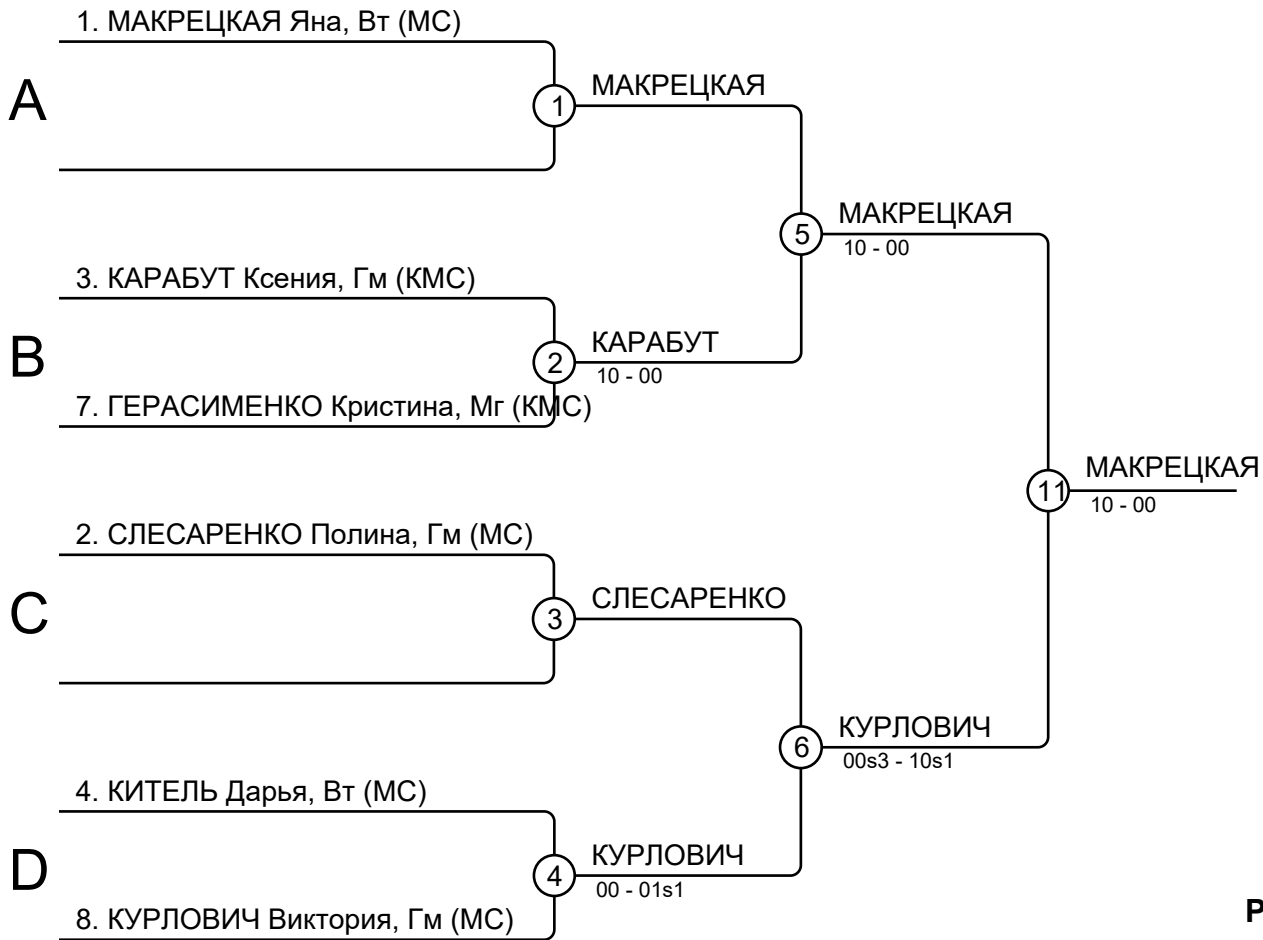 1. МАКРЕЦКАЯ Яна, Вт (МС)
A
1
МАКРЕЦКАЯ
5
МАКРЕЦКАЯ
10 - 00
3. КАРАБУТ Ксения, Гм (КМС)
B
2
КАРАБУТ
10 - 00
7. ГЕРАСИМЕНКО Кристина, Мг (КМС)
11
МАКРЕЦКАЯ
10 - 00
2. СЛЕСАРЕНКО Полина, Гм (МС)
C
3
СЛЕСАРЕНКО
6
КУРЛОВИЧ
00s3 - 10s1
4. КИТЕЛЬ Дарья, Вт (МС)
D
4
КУРЛОВИЧ
00 - 01s1
8. КУРЛОВИЧ Виктория, Гм (МС)
Р